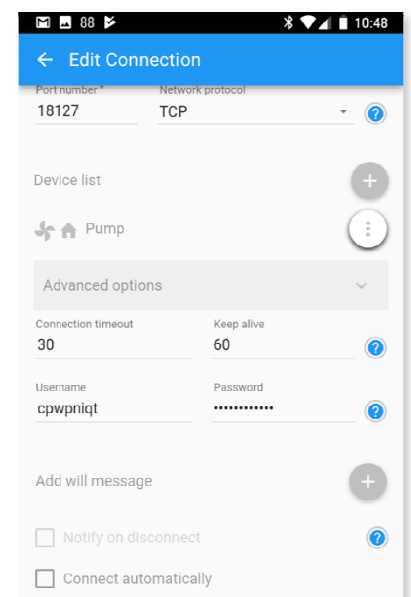 88 10:48
Edit Connection
Port number * Network protocol
18127 TCP
Device list
Pump
Advanced options
Connection timeout Keep alive
30 60
Username Password
cpwpniqt ••••••••••••
Add will message
Notify on disconnect
Connect automatically